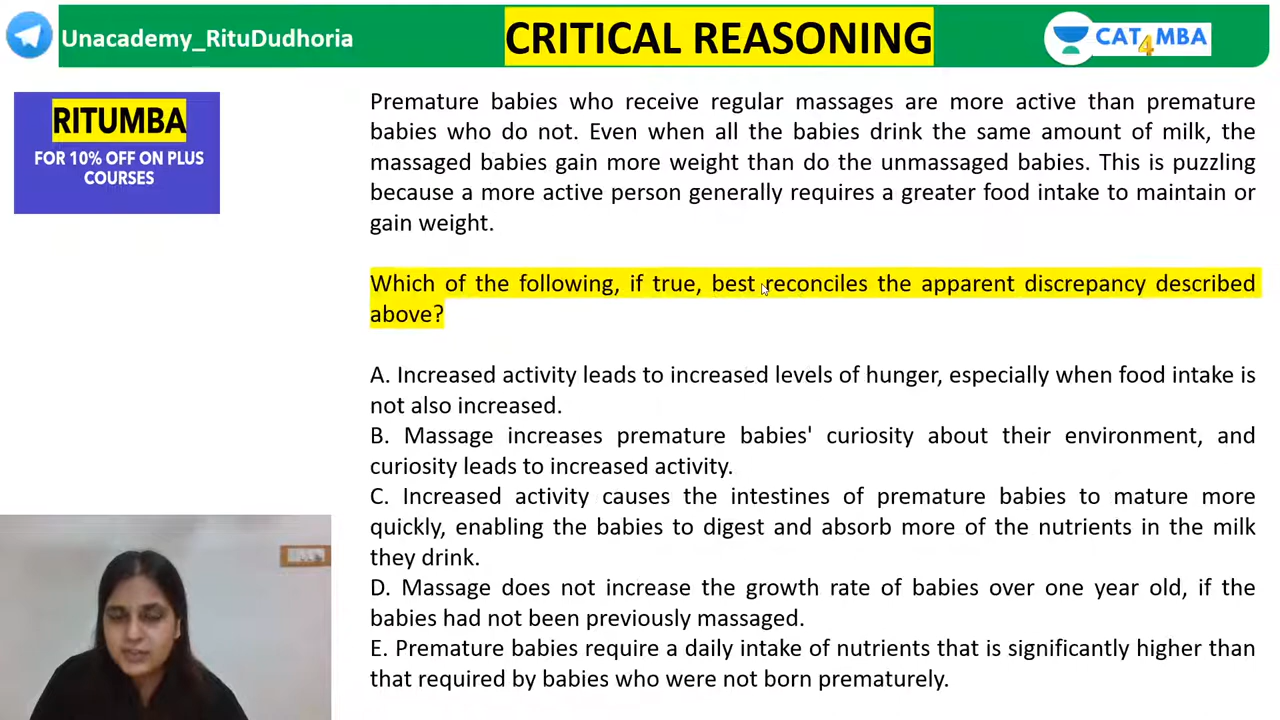 Unacademy_RituDudhoria
CRITICAL REASONING
CAT4MBA
RITUMBA
FOR 10% OFF ON PLUS
COURSES
Premature babies who receive regular massages are more active than premature
babies who do not. Even when all the babies drink the same amount of milk, the
massaged babies gain more weight than do the unmassaged babies. This is puzzling
because a more active person generally requires a greater food intake to maintain or
gain weight.
Which of the following, if true, best reconciles the apparent discrepancy described
above?
A. Increased activity leads to increased levels of hunger, especially when food intake is
not also increased.
B. Massage increases premature babies' curiosity about their environment, and
curiosity leads to increased activity.
C. Increased activity causes the intestines of premature babies to mature more
quickly, enabling the babies to digest and absorb more of the nutrients in the milk
they drink.
D. Massage does not increase the growth rate of babies over one year old, if the
babies had not been previously massaged.
E. Premature babies require a daily intake of nutrients that is significantly higher than
that required by babies who were not born prematurely.